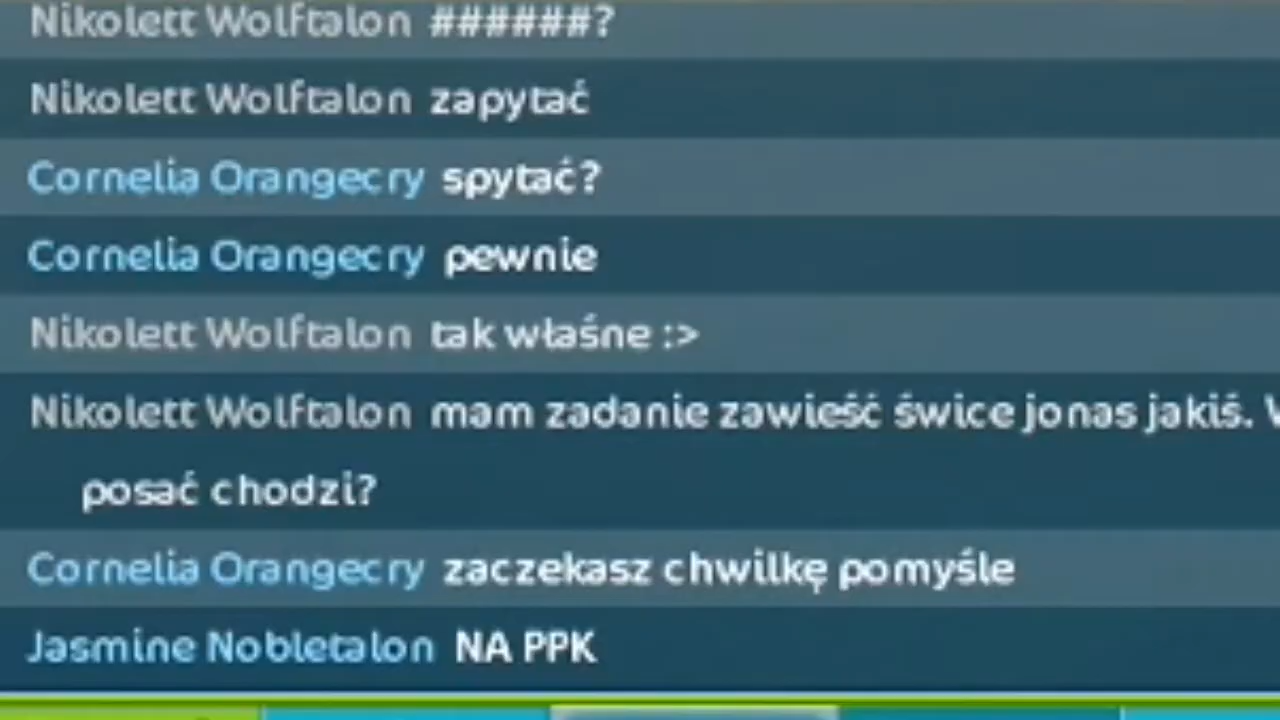 Nikolett Wolftalon ######?
Nikolett Wolftalon zapytać
Cornelia Orangecry spytać?
Cornelia Orangecry pewnie
Nikolett Wolftalon tak właśne :>
Nikolett Wolftalon mam zadanie zawieść świce jonas jakiś.
posać chodzi?
Cornelia Orangecry zaczekasz chwilkę pomyśle
Jasmine Nobletalon NA PPK